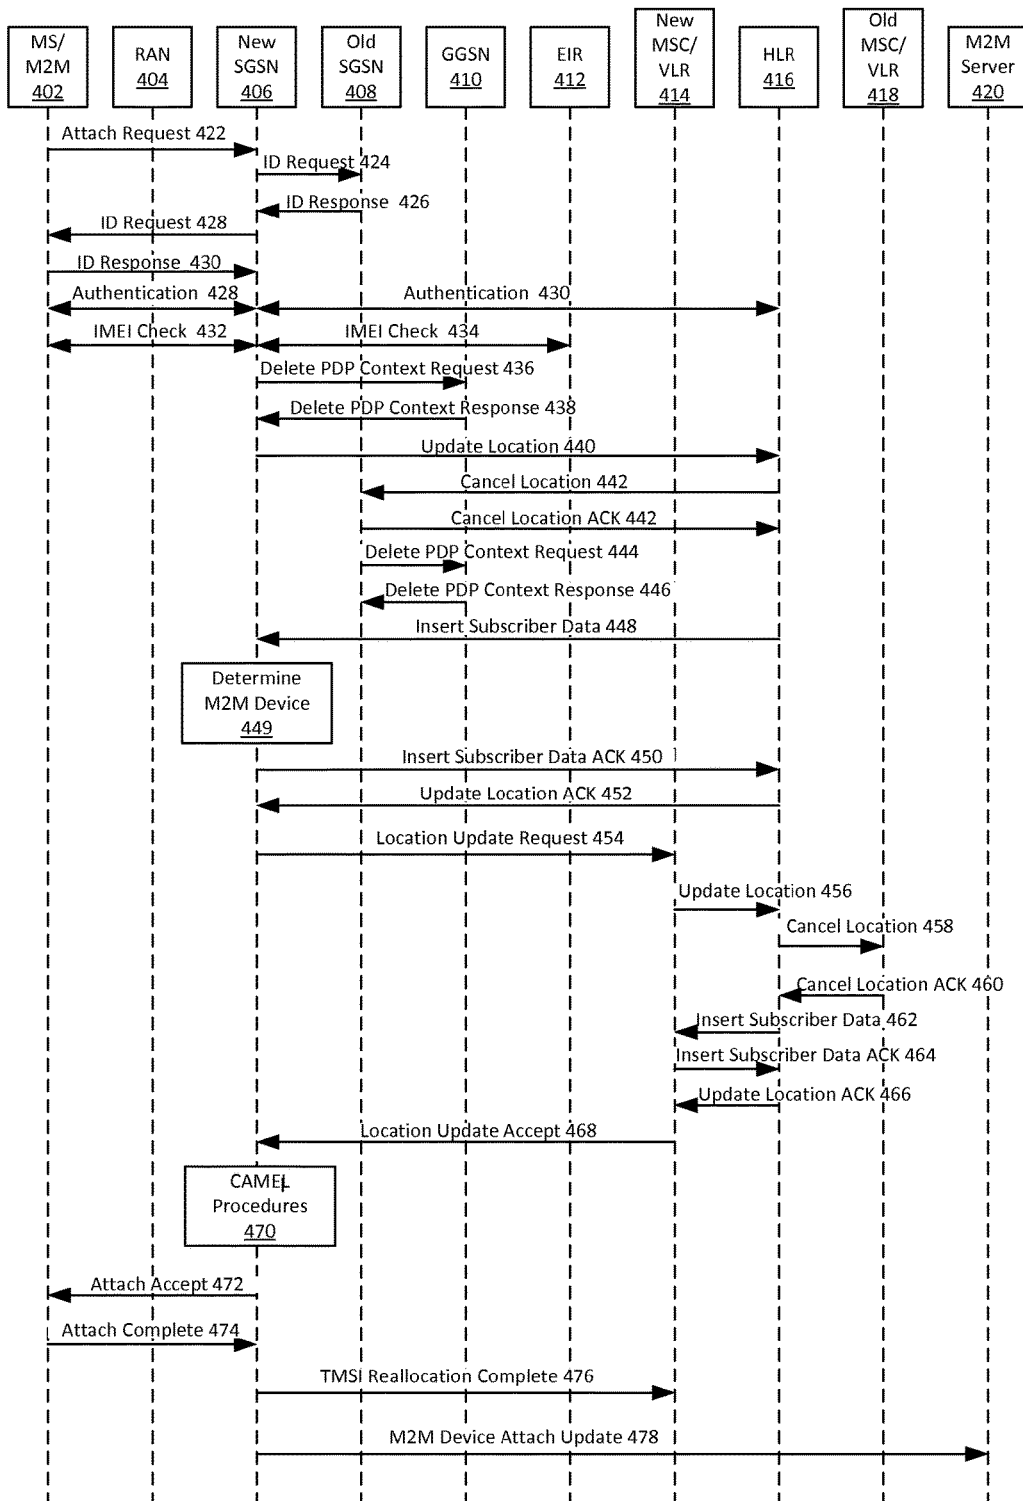 MS/
M2M
402
RAN
404
New
SGSN
406
Old
SGSN
408
GGSN
410
EIR
412
New
MSC/
VLR
414
HLR
416
Old
MSC/
VLR
418
M2M
Server
420
Attach Request 422
ID Request 424
ID Response 426
ID Request 428
ID Response 430
Authentication 428
Authentication 430
IMEI Check 432
IMEI Check 434
Delete PDP Context Request 436
Delete PDP Context Response 438
Update Location 440
Cancel Location 442
Cancel Location ACK 442
Delete PDP Context Request 444
Delete PDP Context Response 446
Insert Subscriber Data 448
Determine
M2M Device
449
Insert Subscriber Data ACK 450
Update Location ACK 452
Location Update Request 454
Update Location 456
Cancel Location 458
Cancel Location ACK 460
Insert Subscriber Data 462
Insert Subscriber Data ACK 464
Update Location ACK 466
Location Update Accept 468
CAMEL
Procedures
470
Attach Accept 472
Attach Complete 474
TMSI Reallocation Complete 476
M2M Device Attach Update 478